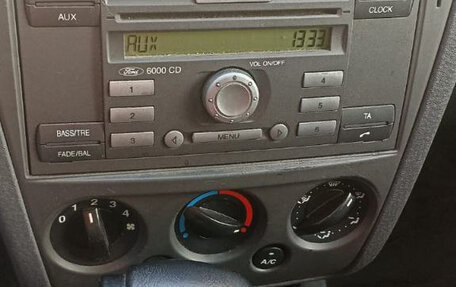 AUX
CLOCK
AUX 13:33
Ford 6000 CD
VOL ON/OFF
1
4
2
5
BASS/TRE
3
MENU
6
TA
FADE/BAL
0 1 2 3 4
A/C